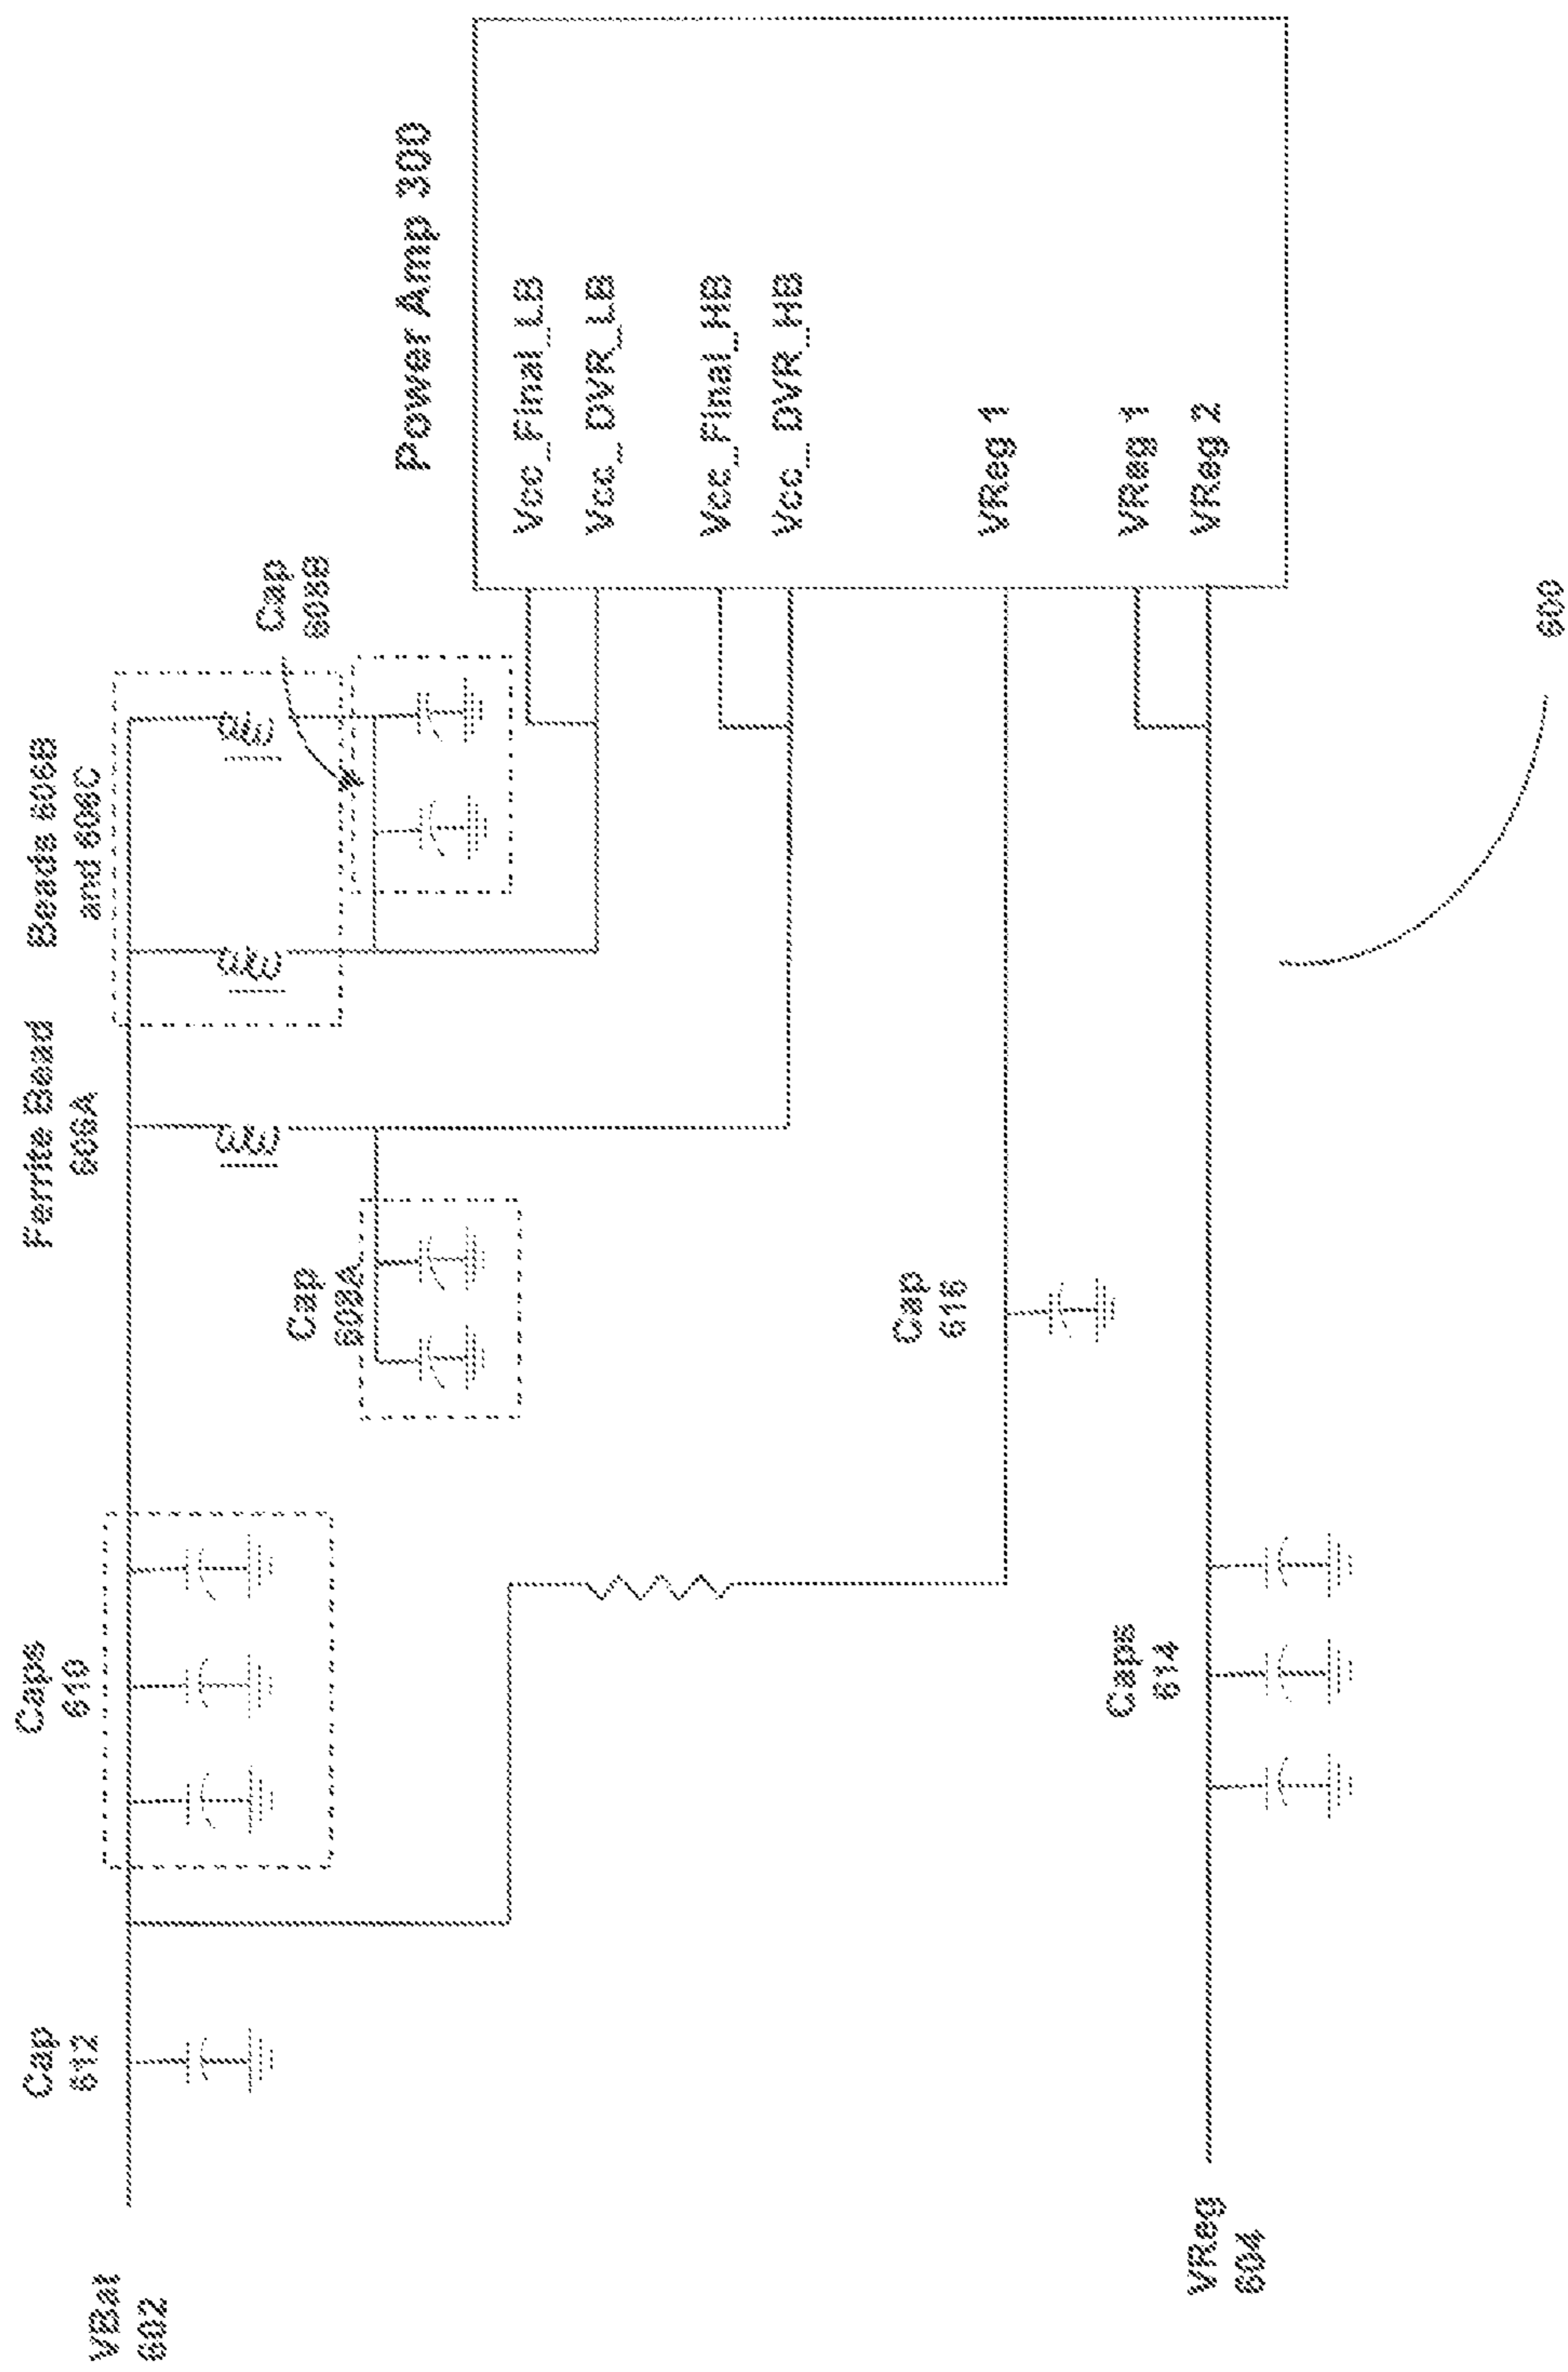 VBat
602
Cap
612
Caps
610
Ferrite Bead
606A
Beads 606B
and 606C
Cap
608B
Cap
608A
Power Amp 300
Vcc_Final_LB
Vcc_DVR_LB
Vcc_Final_HB
Vcc_DVR_HB
VReg 1
VReg 1
VReg 2
Cap
616
Caps
614
VReg
604
600